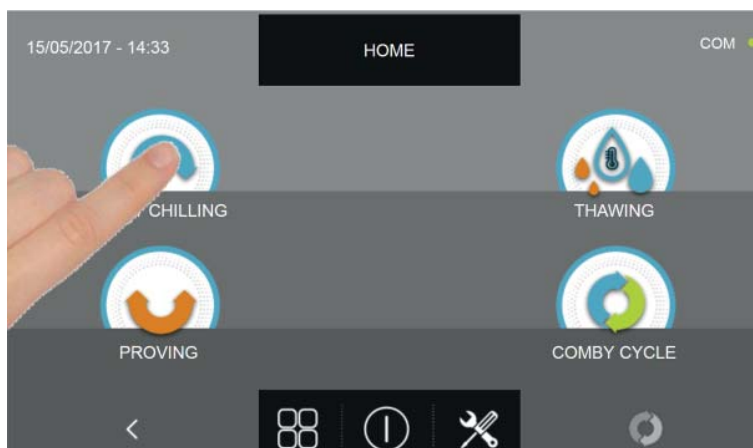 15/05/2017 - 14:33
HOME
COM
CHILLING
THAWING
PROVING
COMBY CYCLE